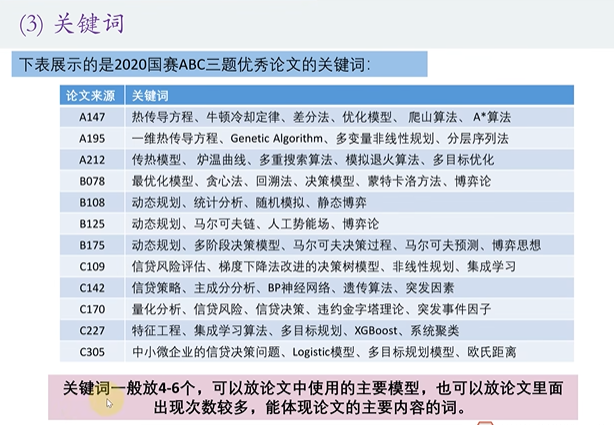 (3) 关键词
下表展示的是2020国赛ABC三题优秀论文的关键词：
论文来源 关键词
A147 热传导方程、牛顿冷却定律、差分法、优化模型、 爬山算法、 A*算法
A195 一维热传导方程、Genetic Algorithm、多变量非线性规划、分层序列法
A212 传热模型、 炉温曲线、多重搜索算法、模拟退火算法、多目标优化
B078 最优化模型、贪心法、回溯法、决策模型、蒙特卡洛方法、博弈论
B108 动态规划、统计分析、随机模拟、静态博弈
B125 动态规划、马尔可夫链、人工势能场、博弈论
B175 动态规划、多阶段决策模型、马尔可夫决策过程、马尔可夫预测、博弈思想
C109 信贷风险评估、梯度下降法改进的决策树模型、非线性规划、集成学习
C142 信贷策略、主成分分析、BP神经网络、遗传算法、突发因素
C170 量化分析、信贷风险、信贷决策、违约金字塔理论、突发事件因子
C227 特征工程、集成学习算法、多目标规划、XGBoost、系统聚类
C305 中小微企业的信贷决策问题、Logistic模型、多目标规划模型、欧氏距离
关键词一般放4-6个，可以放论文中使用的主要模型，也可以放论文里面
出现次数较多，能体现论文的主要内容的词。